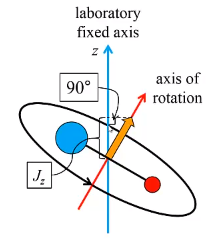 laboratory
fixed axis
z
90°
axis of
rotation
J_z